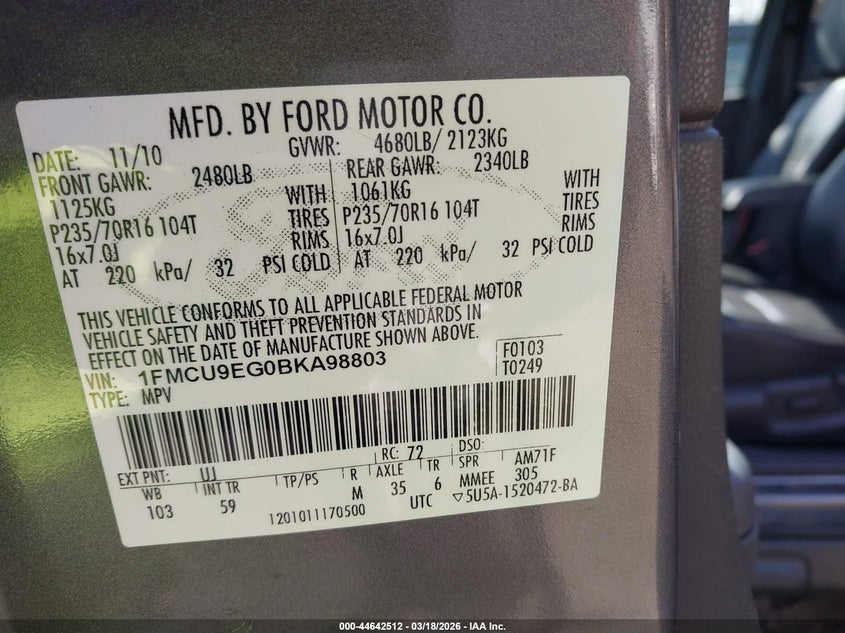 MFD. BY FORD MOTOR CO.
DATE: 11/10 GVWR: 4680LB/ 2123KG
FRONT GAWR: 2480LB REAR GAWR: 2340LB
1125KG WITH 1061KG WITH
P235/70R16 104T TIRES P235/70R16 104T TIRES
16x7.0J RIMS 16x7.0J RIMS
AT 220 kPa/ 32 PSI COLD AT 220 kPa/ 32 PSI COLD
THIS VEHICLE CONFORMS TO ALL APPLICABLE FEDERAL MOTOR
VEHICLE SAFETY AND THEFT PREVENTION STANDARDS IN
EFFECT ON THE DATE OF MANUFACTURE SHOWN ABOVE.
VIN: 1FMCU9EG0BKA98803 F0103
TYPE: MPV T0249
EXT PNT: UJ RC: 72 DSO:
WB INT TR TP/PS R AXLE TR SPR AM71F
103 59 M 35 6 MMEE 305
1201011170500 UTC ▽5U5A-1520472-BA
000-44642512 - 03/18/2026 - IAA Inc.